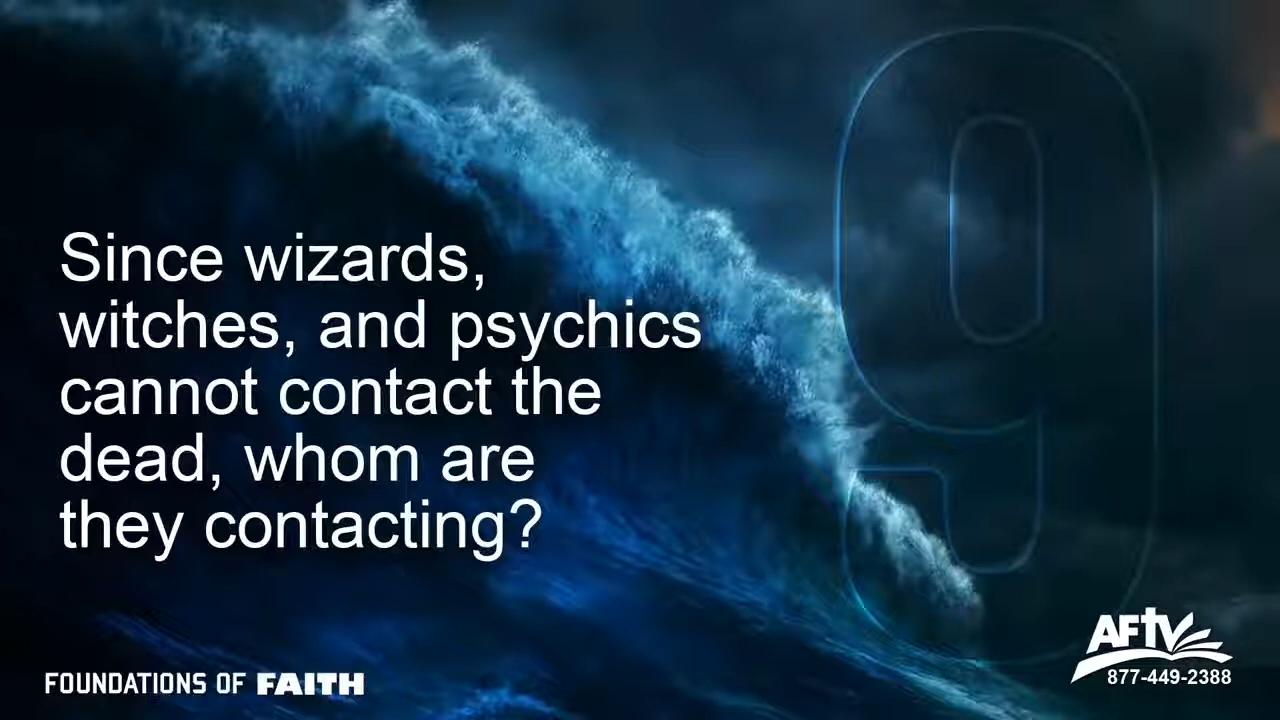 9
Since wizards,
witches, and psychics
cannot contact the
dead, whom are
they contacting?
FOUNDATIONS OF FAITH
AFTV
877-449-2388